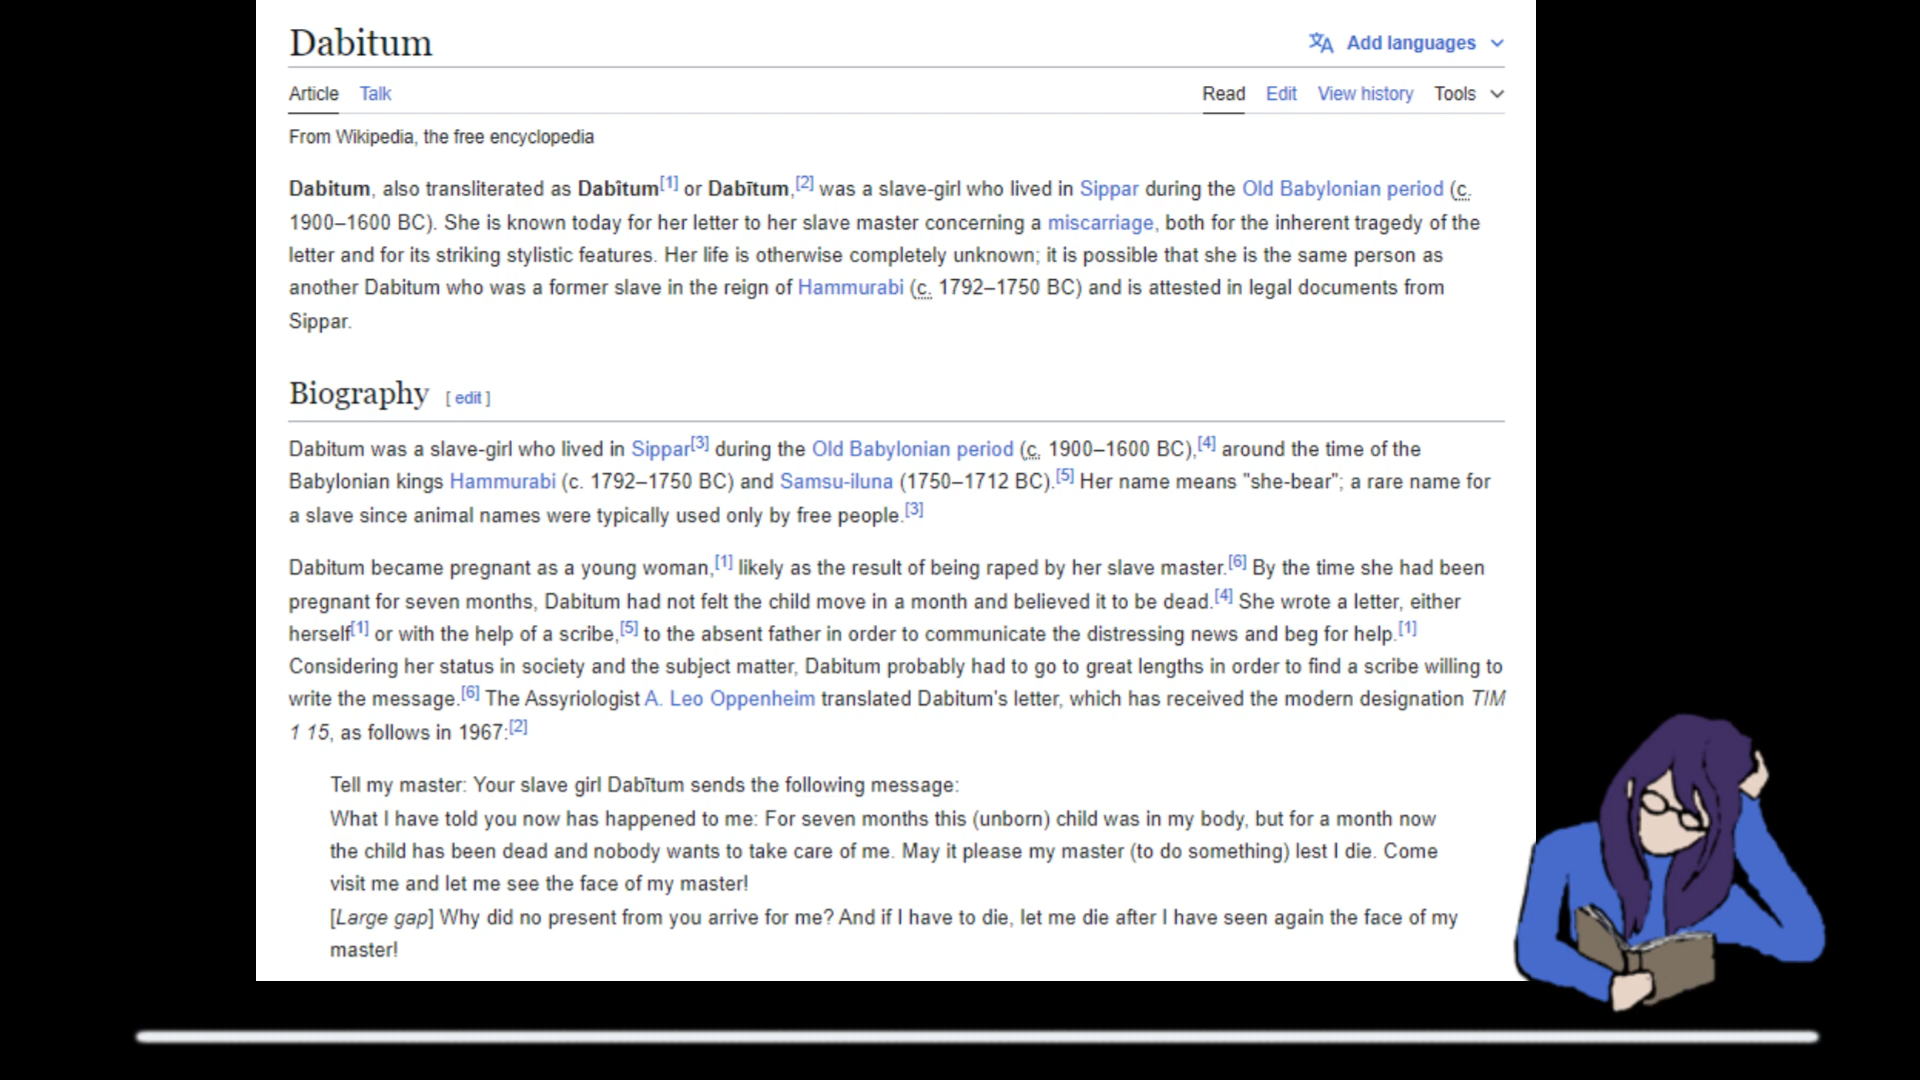 Dabitum
Add languages
Article Talk Read Edit View history Tools
From Wikipedia, the free encyclopedia
Dabitum, also transliterated as Dabîtum[1] or Dabītum,[2] was a slave-girl who lived in Sippar during the Old Babylonian period (c.
1900–1600 BC). She is known today for her letter to her slave master concerning a miscarriage, both for the inherent tragedy of the
letter and for its striking stylistic features. Her life is otherwise completely unknown; it is possible that she is the same person as
another Dabitum who was a former slave in the reign of Hammurabi (c. 1792–1750 BC) and is attested in legal documents from
Sippar.
Biography [ edit ]
Dabitum was a slave-girl who lived in Sippar[3] during the Old Babylonian period (c. 1900–1600 BC),[4] around the time of the
Babylonian kings Hammurabi (c. 1792–1750 BC) and Samsu-iluna (1750–1712 BC).[5] Her name means "she-bear"; a rare name for
a slave since animal names were typically used only by free people.[3]
Dabitum became pregnant as a young woman,[1] likely as the result of being raped by her slave master.[6] By the time she had been
pregnant for seven months, Dabitum had not felt the child move in a month and believed it to be dead.[4] She wrote a letter, either
herself[1] or with the help of a scribe,[5] to the absent father in order to communicate the distressing news and beg for help.[1]
Considering her status in society and the subject matter, Dabitum probably had to go to great lengths in order to find a scribe willing to
write the message.[6] The Assyriologist A. Leo Oppenheim translated Dabitum's letter, which has received the modern designation TIM
1 15, as follows in 1967:[2]
Tell my master: Your slave girl Dabītum sends the following message:
What I have told you now has happened to me: For seven months this (unborn) child was in my body, but for a month now
the child has been dead and nobody wants to take care of me. May it please my master (to do something) lest I die. Come
visit me and let me see the face of my master!
[Large gap] Why did no present from you arrive for me? And if I have to die, let me die after I have seen again the face of my
master!